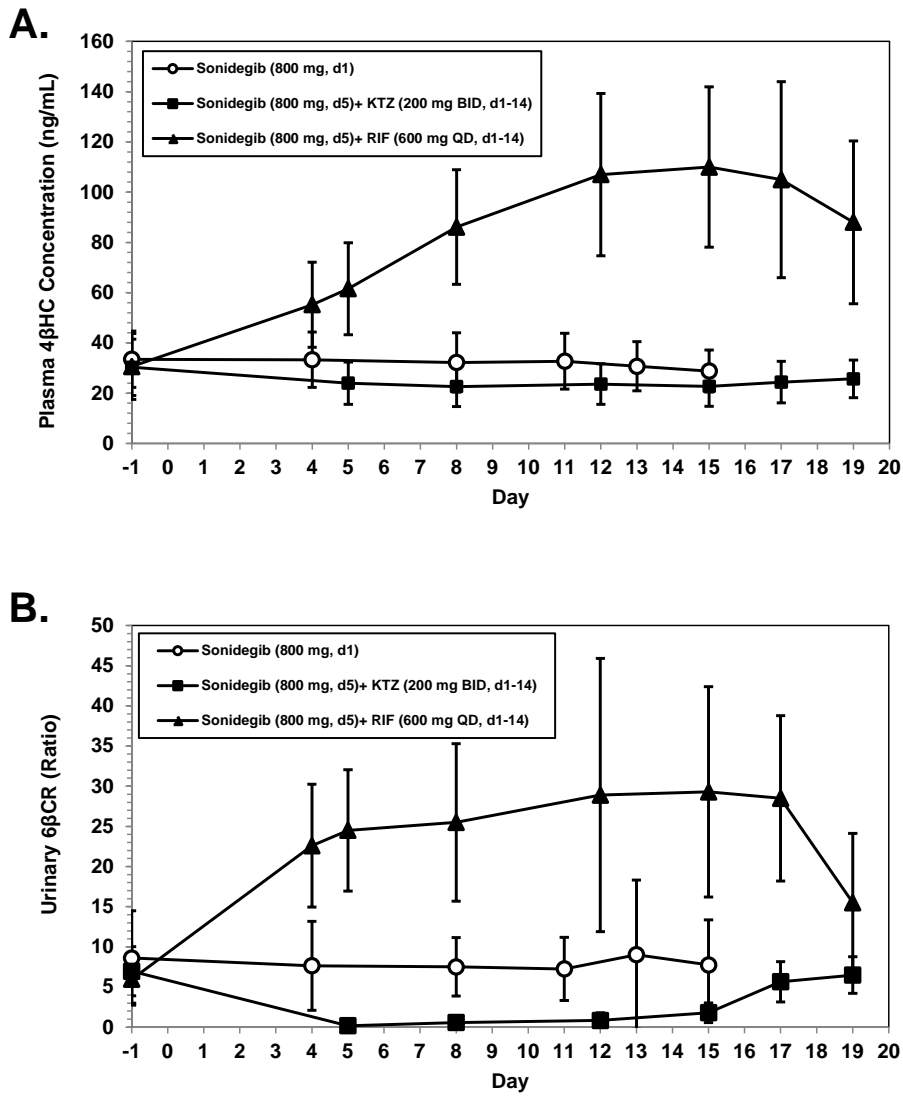 A.
160
140
120
100
80
60
40
20
0
Plasma 4βHC Concentration (ng/mL)
Sonidegib (800 mg, d1)
Sonidegib (800 mg, d5)+ KTZ (200 mg BID, d1-14)
Sonidegib (800 mg, d5)+ RIF (600 mg QD, d1-14)
-1 0 1 2 3 4 5 6 7 8 9 10 11 12 13 14 15 16 17 18 19 20
Day
B.
50
45
40
35
30
25
20
15
10
5
0
Urinary 6βCR (Ratio)
Sonidegib (800 mg, d1)
Sonidegib (800 mg, d5)+ KTZ (200 mg BID, d1-14)
Sonidegib (800 mg, d5)+ RIF (600 mg QD, d1-14)
-1 0 1 2 3 4 5 6 7 8 9 10 11 12 13 14 15 16 17 18 19 20
Day